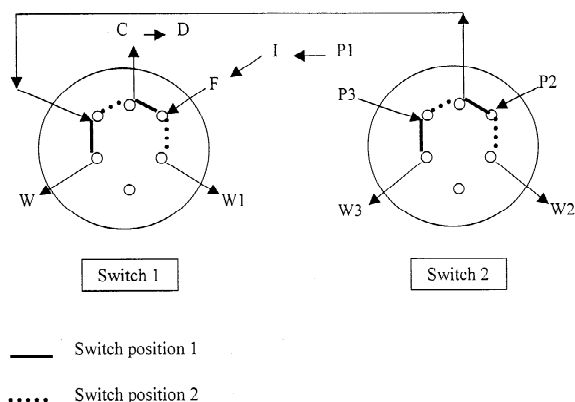 C D
I P1
F
P3 P2
W W1
W3 W2
Switch 1 Switch 2
Switch position 1
Switch position 2